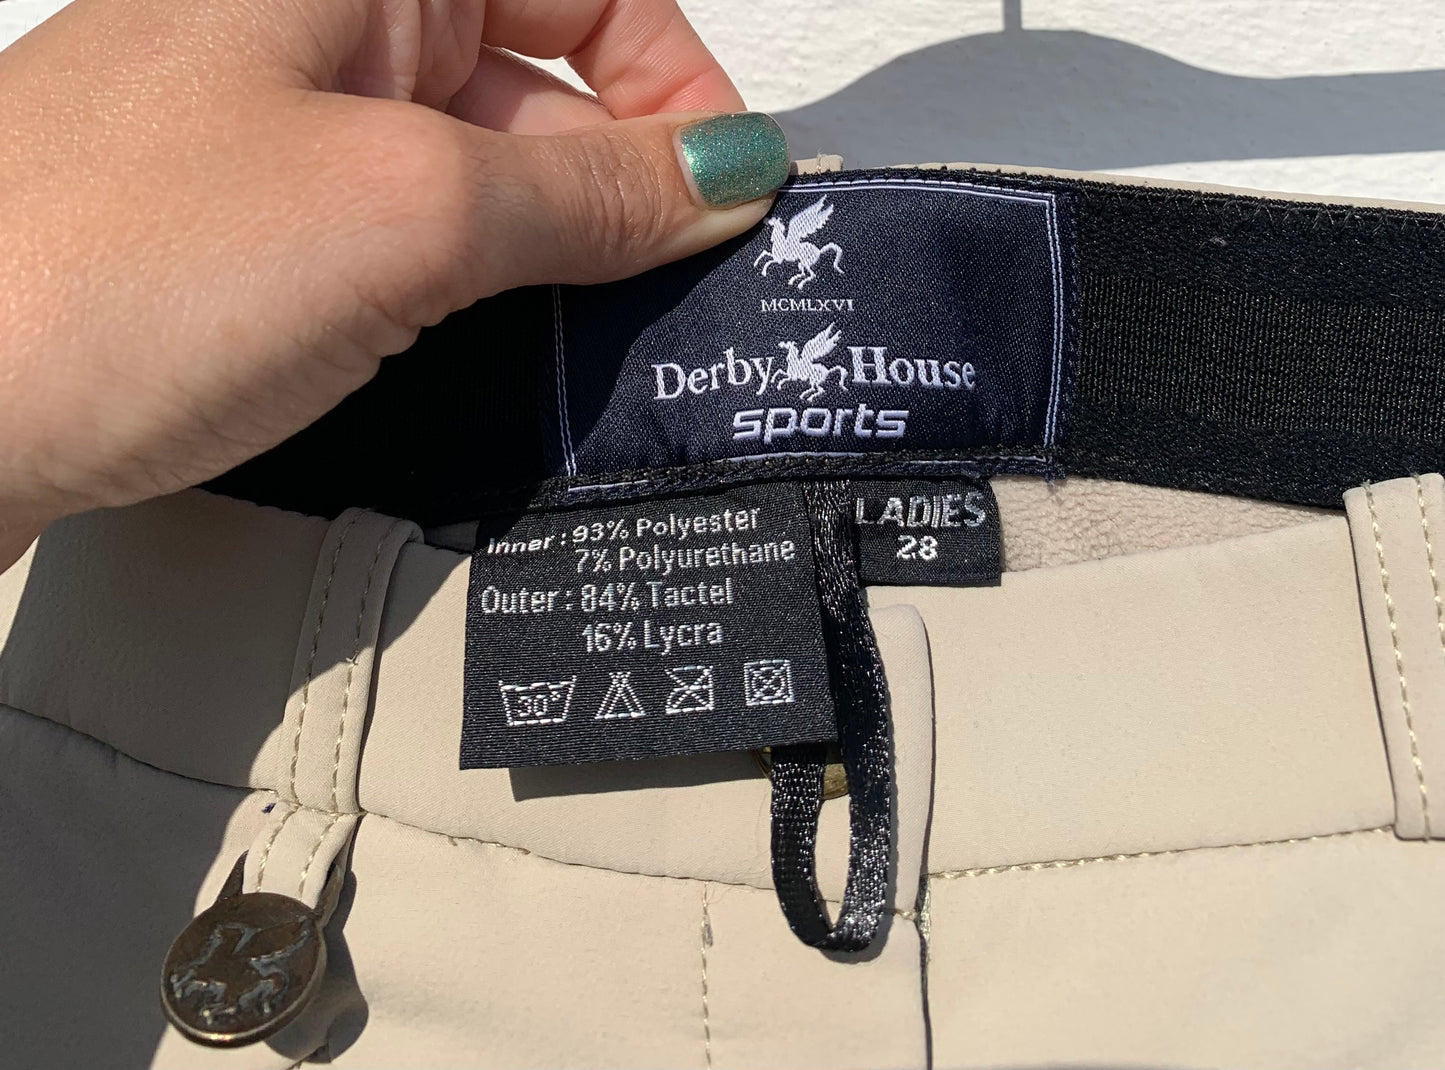 MCMLXVI
Derby House
sports
Inner : 93% Polyester
7% Polyurethane
Outer : 84% Tactel
16% Lycra
30°
LADIES
28